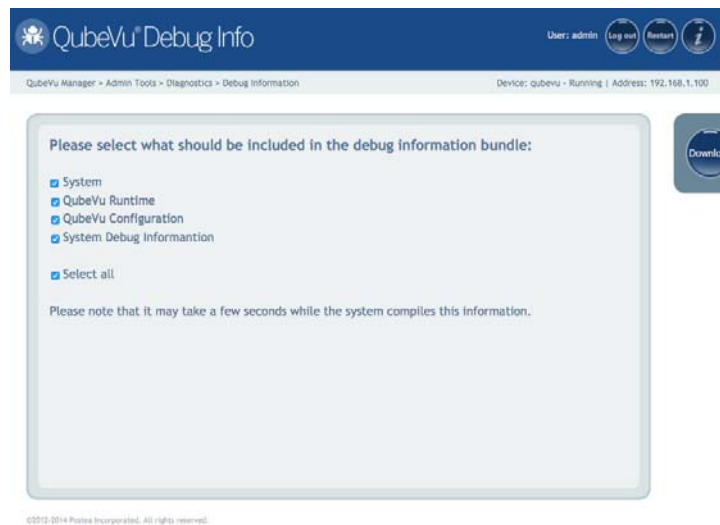 QubeVu® Debug Info
User: admin
Log out
Restart
i
QubeVu Manager > Admin Tools > Diagnostics > Debug Information
Device: qubevu - Running | Address: 192.168.1.100
Please select what should be included in the debug information bundle:
System
QubeVu Runtime
QubeVu Configuration
System Debug Informantion
Select all
Please note that it may take a few seconds while the system compiles this information.
Downlo
©2012-2014 Postea Incorporated. All rights reserved.